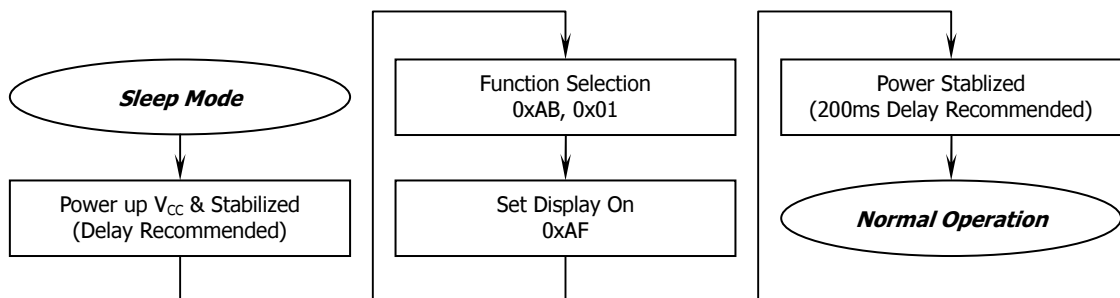 Sleep Mode
Power up VCC & Stabilized
(Delay Recommended)
Function Selection
0xAB, 0x01
Set Display On
0xAF
Power Stablized
(200ms Delay Recommended)
Normal Operation